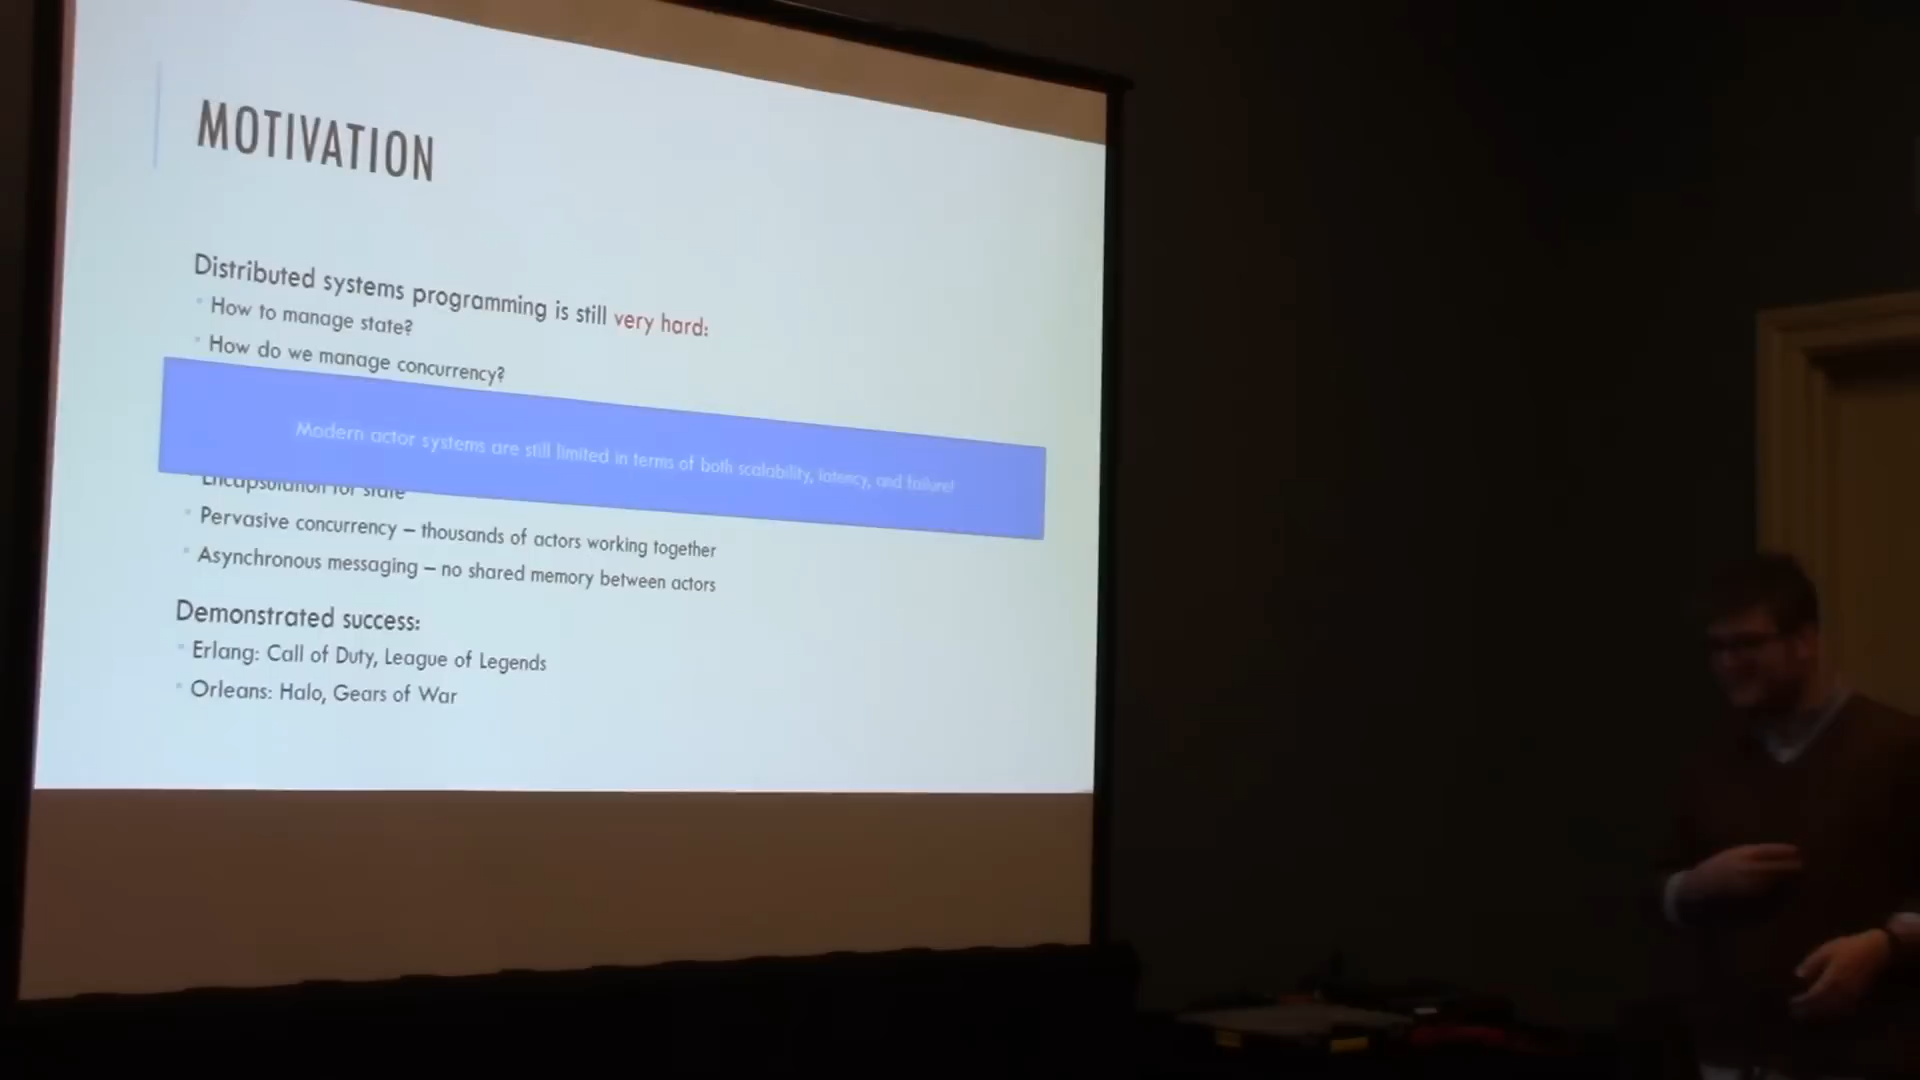 MOTIVATION
Distributed systems programming is still very hard:
How to manage state?
How do we manage concurrency?
Modern actor systems are still limited in terms of both scalability, latency, and failure!
Encapsulation for state
Pervasive concurrency – thousands of actors working together
Asynchronous messaging – no shared memory between actors
Demonstrated success:
Erlang: Call of Duty, League of Legends
Orleans: Halo, Gears of War